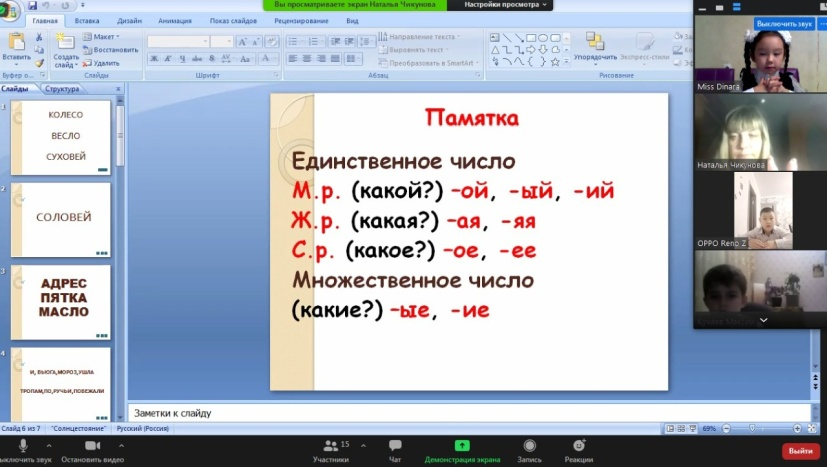 Вы просматриваете экран Наталья Чикунова
Настройки просмотра
Главная Вставка Дизайн Анимация Показ слайдов Рецензирование Вид
Вставить
Создать слайд
Макет
Восстановить
Удалить
Направление текста
Выровнять текст
Преобразовать в SmartArt
Упорядочить
Экспресс-стили
Буфер о...
Слайды
Шрифт
Абзац
Рисование
Слайды Структура
1
КОЛЕСО
ВЕСЛО
СУХОВЕЙ
2
СОЛОВЕЙ
3
АДРЕС
ПЯТКА
МАСЛО
4
И, ВЬЮГА,МОРОЗ,УШЛА
ТРОПАМ,ПО,РУЧЬИ,ПОБЕЖАЛИ
Памятка
Единственное число
М.р. (какой?) –ой, -ый, -ий
Ж.р. (какая?) –ая, -яя
С.р. (какое?) –ое, -ее
Множественное число
(какие?) –ые, -ие
Заметки к слайду
Слайд 6 из 7
"Солнцестояние"
Русский (Россия)
69%
Выключить звук
Miss Dinara
Наталья Чикунова
OPPO Reno Z
ыключить звук
Остановить видео
15
Участники
Чат
Демонстрация экрана
Запись
Реакции
Выйти